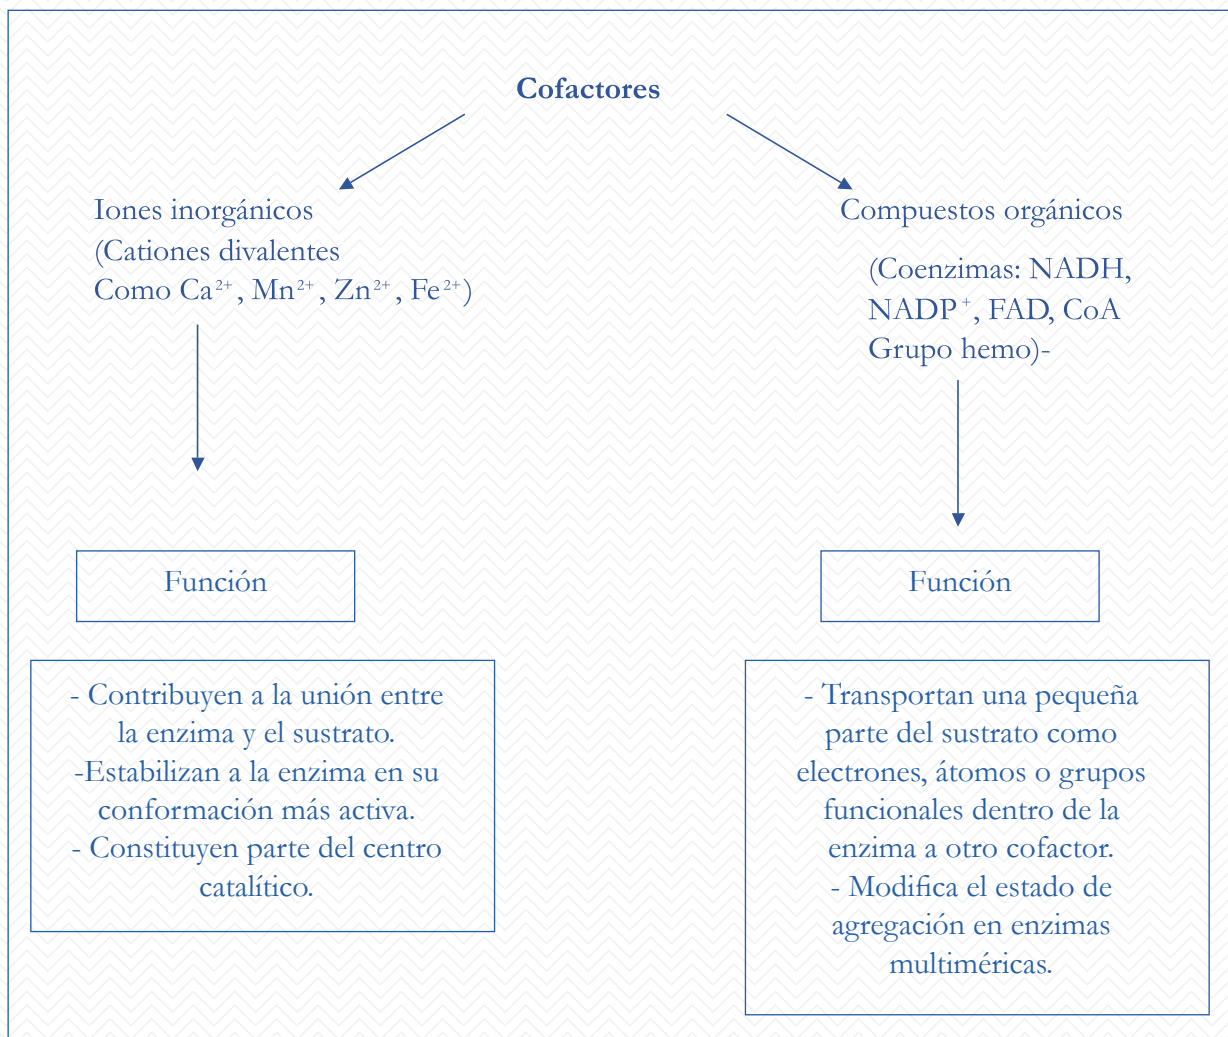 Cofactores
Iones inorgánicos
(Cationes divalentes
Como Ca²⁺, Mn²⁺, Zn²⁺, Fe²⁺)
Compuestos orgánicos
(Coenzimas: NADH,
NADP⁺, FAD, CoA
Grupo hemo)-
Función
- Contribuyen a la unión entre
la enzima y el sustrato.
-Estabilizan a la enzima en su
conformación más activa.
- Constituyen parte del centro
catalítico.
Función
- Transportan una pequeña
parte del sustrato como
electrones, átomos o grupos
funcionales dentro de la
enzima a otro cofactor.
- Modifica el estado de
agregación en enzimas
multiméricas.